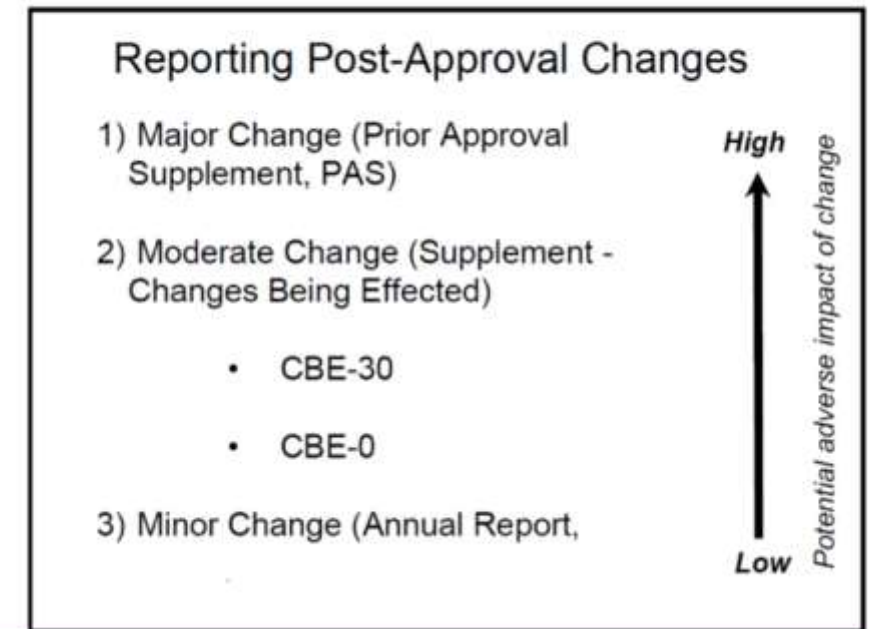 Reporting Post-Approval Changes
1) Major Change (Prior Approval
Supplement, PAS)
2) Moderate Change (Supplement -
Changes Being Effected)
• CBE-30
• CBE-0
3) Minor Change (Annual Report,
High
Low
Potential adverse impact of change